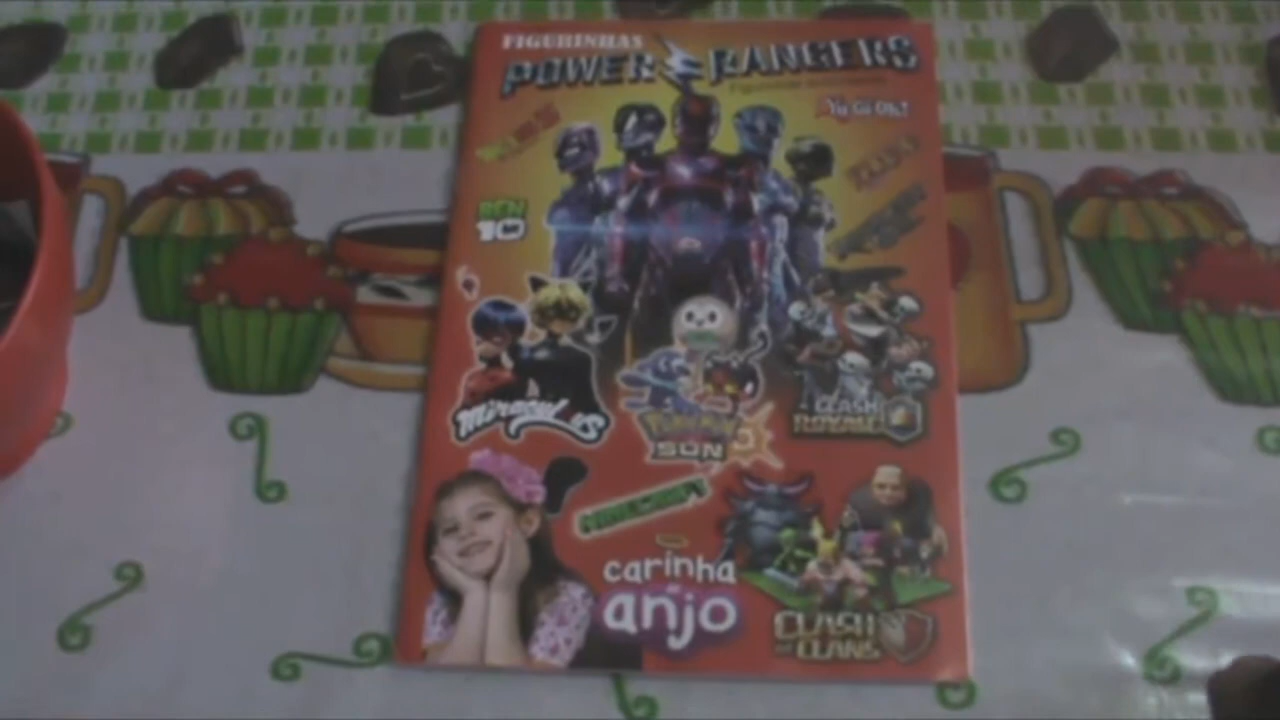 FIGURINHAS
POWER RANGERS
Yu Gi Oh!
BEN
10
Miraculous
Pokémon
SUN
CLASH
ROYALE
MINECRAFT
carinha
de
anjo
CLASH
OF CLANS